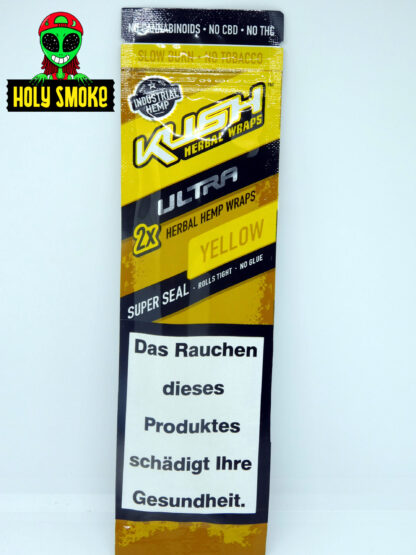 NO CANNABINOIDS • NO CBD • NO THC
SLOW BURN - NO TOBACCO
HOLY SMOKE
INDUSTRIAL
HEMP
KUSH™
HERBAL WRAPS
ULTRA
2x HERBAL HEMP WRAPS
YELLOW
SUPER SEAL - ROLLS TIGHT - NO GLUE
Das Rauchen
dieses
Produktes
schädigt Ihre
Gesundheit.